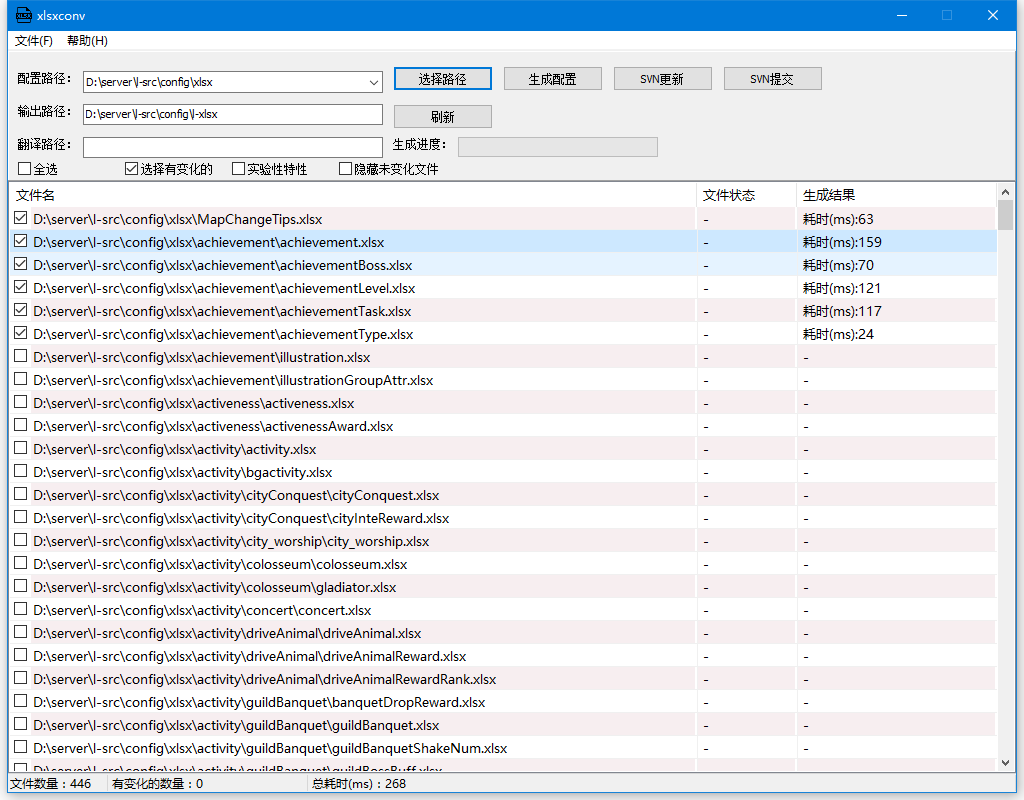 xlsxconv
文件(F) 帮助(H)
配置路径： D:\server\l-src\config\xlsx 选择路径 生成配置 SVN更新 SVN提交
输出路径： D:\server\l-src\config\l-xlsx 刷新
翻译路径： 生成进度：
全选 选择有变化的 实验性特性 隐藏未变化文件
文件名 文件状态 生成结果
D:\server\l-src\config\xlsx\MapChangeTips.xlsx - 耗时(ms):63
D:\server\l-src\config\xlsx\achievement\achievement.xlsx - 耗时(ms):159
D:\server\l-src\config\xlsx\achievement\achievementBoss.xlsx - 耗时(ms):70
D:\server\l-src\config\xlsx\achievement\achievementLevel.xlsx - 耗时(ms):121
D:\server\l-src\config\xlsx\achievement\achievementTask.xlsx - 耗时(ms):117
D:\server\l-src\config\xlsx\achievement\achievementType.xlsx - 耗时(ms):24
D:\server\l-src\config\xlsx\achievement\illustration.xlsx - -
D:\server\l-src\config\xlsx\achievement\illustrationGroupAttr.xlsx - -
D:\server\l-src\config\xlsx\activeness\activeness.xlsx - -
D:\server\l-src\config\xlsx\activeness\activenessAward.xlsx - -
D:\server\l-src\config\xlsx\activity\activity.xlsx - -
D:\server\l-src\config\xlsx\activity\bgactivity.xlsx - -
D:\server\l-src\config\xlsx\activity\cityConquest\cityConquest.xlsx - -
D:\server\l-src\config\xlsx\activity\cityConquest\cityInteReward.xlsx - -
D:\server\l-src\config\xlsx\activity\city_worship\city_worship.xlsx - -
D:\server\l-src\config\xlsx\activity\colosseum\colosseum.xlsx - -
D:\server\l-src\config\xlsx\activity\colosseum\gladiator.xlsx - -
D:\server\l-src\config\xlsx\activity\concert\concert.xlsx - -
D:\server\l-src\config\xlsx\activity\driveAnimal\driveAnimal.xlsx - -
D:\server\l-src\config\xlsx\activity\driveAnimal\driveAnimalReward.xlsx - -
D:\server\l-src\config\xlsx\activity\driveAnimal\driveAnimalRewardRank.xlsx - -
D:\server\l-src\config\xlsx\activity\guildBanquet\banquetDropReward.xlsx - -
D:\server\l-src\config\xlsx\activity\guildBanquet\guildBanquet.xlsx - -
D:\server\l-src\config\xlsx\activity\guildBanquet\guildBanquetShakeNum.xlsx - -
D:\server\l-src\config\xlsx\activity\guildBanquet\guildBossBuff.xlsx - -
文件数量：446 有变化的数量：0 总耗时(ms)：268